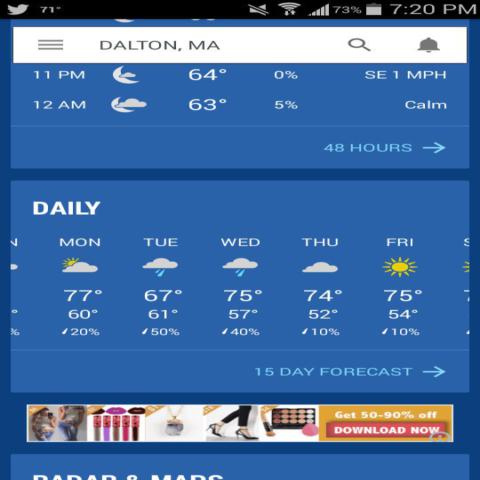 71° 73% 7:20 PM
DALTON, MA
11 PM 64° 0% SE 1 MPH
12 AM 63° 5% Calm
48 HOURS
DAILY
MON TUE WED THU FRI
77° 67° 75° 74° 75°
60° 61° 57° 52° 54°
20% 50% 40% 10% 10%
15 DAY FORECAST
Get 50-90% off
DOWNLOAD NOW
RADAR & MAPS